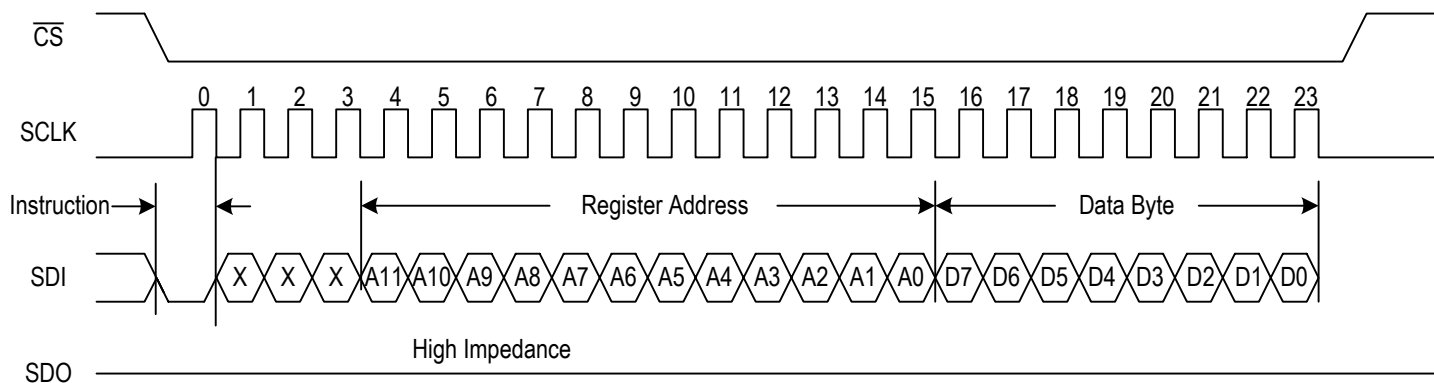 CS
0 1 2 3 4 5 6 7 8 9 10 11 12 13 14 15 16 17 18 19 20 21 22 23
SCLK
Instruction Register Address Data Byte
SDI X X X A11 A10 A9 A8 A7 A6 A5 A4 A3 A2 A1 A0 D7 D6 D5 D4 D3 D2 D1 D0
High Impedance
SDO